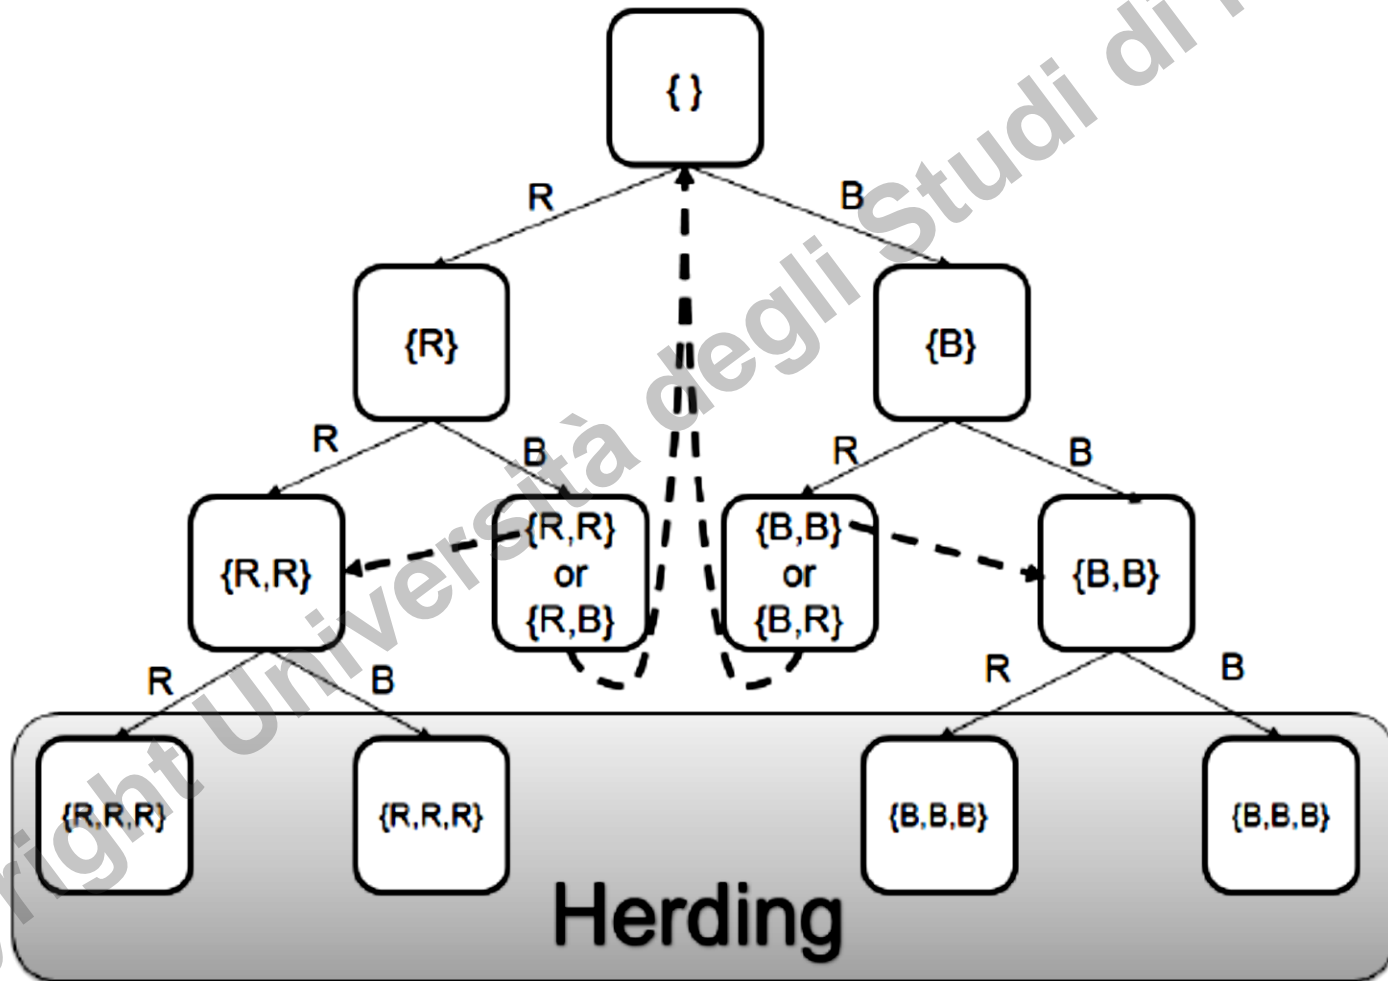 { }
R
B
{R}
{B}
R
B
R
B
{R,R}
{R,R}
or
{R,B}
{B,B}
or
{B,R}
{B,B}
R
B
R
B
{R,R,R}
{R,R,R}
{B,B,B}
{B,B,B}
Herding
Università degli Studi di